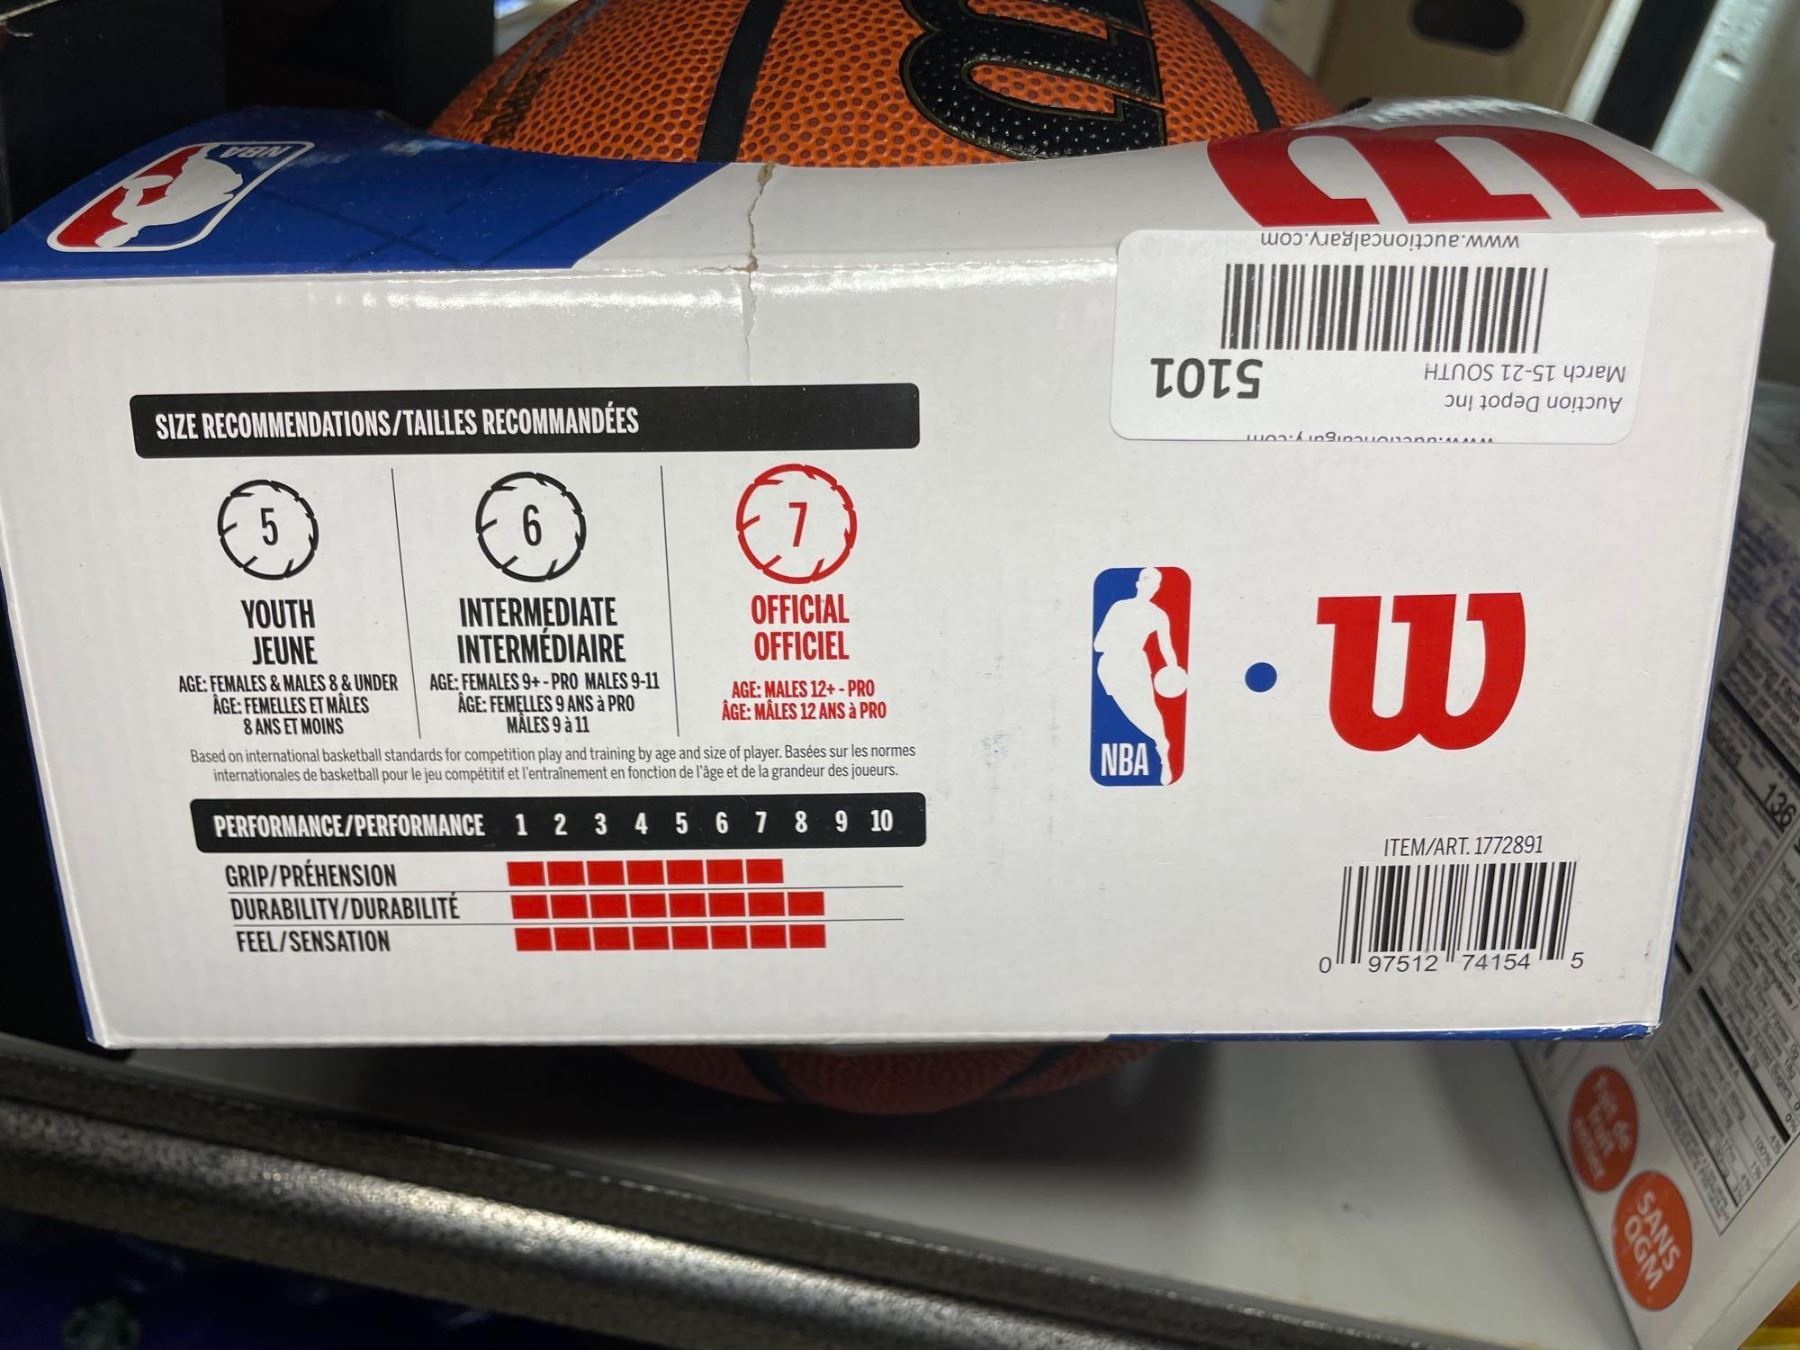 NBA
www.auctioncalgary.com
5101
March 15-21 SOUTH
Auction Depot Inc
www.auctioncalgary.com
SIZE RECOMMENDATIONS/TAILLES RECOMMANDÉES
5
YOUTH
JEUNE
AGE: FEMALES & MALES 8 & UNDER
ÂGE: FEMELLES ET MÂLES
8 ANS ET MOINS
6
INTERMEDIATE
INTERMÉDIAIRE
AGE: FEMALES 9+ - PRO MALES 9-11
ÂGE: FEMELLES 9 ANS à PRO
MÂLES 9 à 11
7
OFFICIAL
OFFICIEL
AGE: MALES 12+ - PRO
ÂGE: MÂLES 12 ANS à PRO
Based on international basketball standards for competition play and training by age and size of player. Basées sur les normes
internationales de basketball pour le jeu compétitif et l'entraînement en fonction de l'âge et de la grandeur des joueurs.
PERFORMANCE/PERFORMANCE 1 2 3 4 5 6 7 8 9 10
GRIP/PRÉHENSION
DURABILITY/DURABILITÉ
FEEL/SENSATION
NBA
W
ITEM/ART. 1772891
0 97512 74154 5
136
SANS
OGM